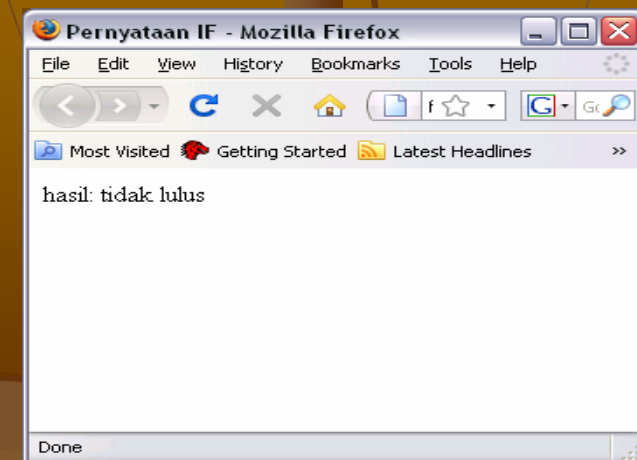 Pernyataan IF - Mozilla Firefox
File Edit View History Bookmarks Tools Help
f G
Most Visited Getting Started Latest Headlines >>
hasil: tidak lulus
Done